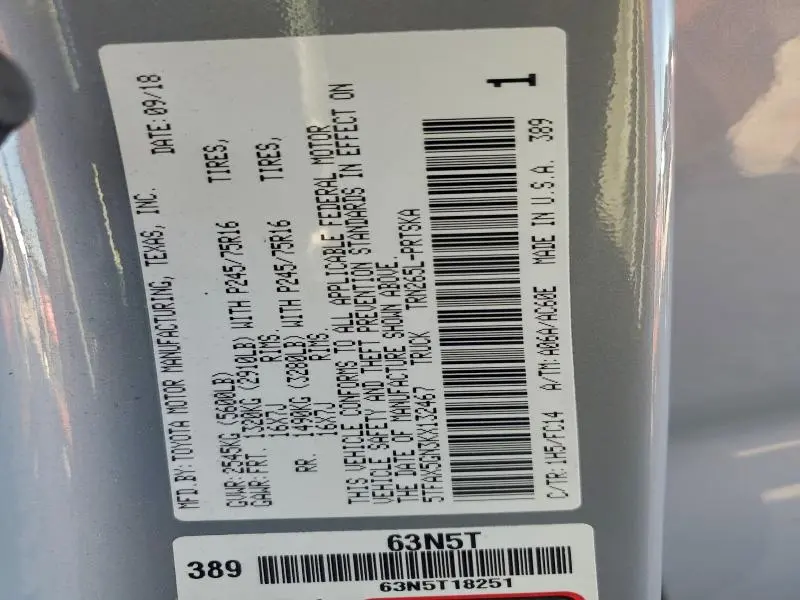 MFD. BY: TOYOTA MOTOR MANUFACTURING, TEXAS, INC. DATE: 09/18
GVWR: 2545KG (5600LB)
GAWR: FRT. 1320KG (2910LB) WITH P245/75R16 TIRES,
16X7J RIMS,
RR. 1490KG (3280LB) WITH P245/75R16 TIRES,
16X7J RIMS.
THIS VEHICLE CONFORMS TO ALL APPLICABLE FEDERAL MOTOR
VEHICLE SAFETY AND THEFT PREVENTION STANDARDS IN EFFECT ON
THE DATE OF MANUFACTURE SHOWN ABOVE.
5TFAX5GN3KX132467 TRUCK TRN265L-PRTSKA
1
C/TR: 1H5/FC14 A/TM: A06A/AC60E MADE IN U.S.A. 389
63N5T
389
63N5T18251